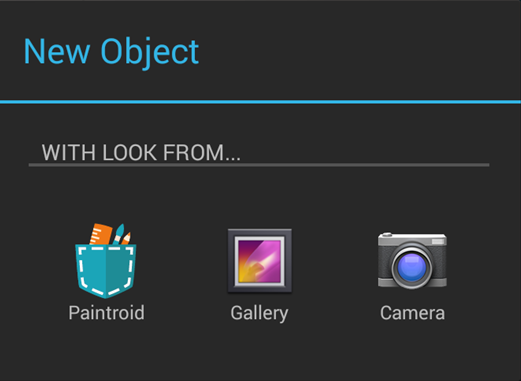 New Object
WITH LOOK FROM...
Paintroid
Gallery
Camera